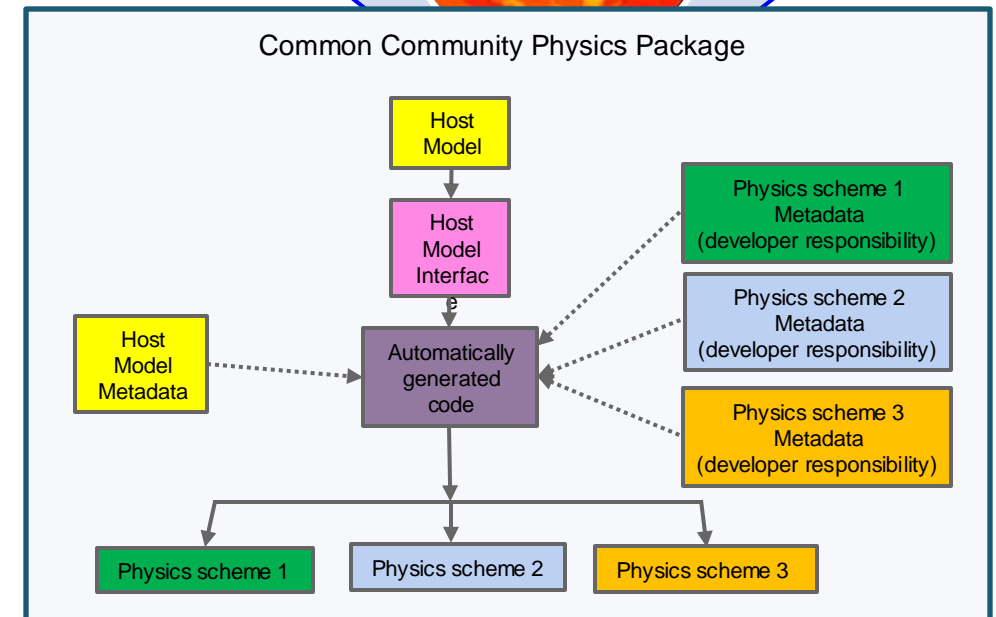 Common Community Physics Package
Host
Model
Host
Model
Interfac
e
Physics scheme 1
Metadata
(developer responsibility)
Physics scheme 2
Metadata
(developer responsibility)
Host
Model
Metadata
Automatically
generated
code
Physics scheme 3
Metadata
(developer responsibility)
Physics scheme 1
Physics scheme 2
Physics scheme 3